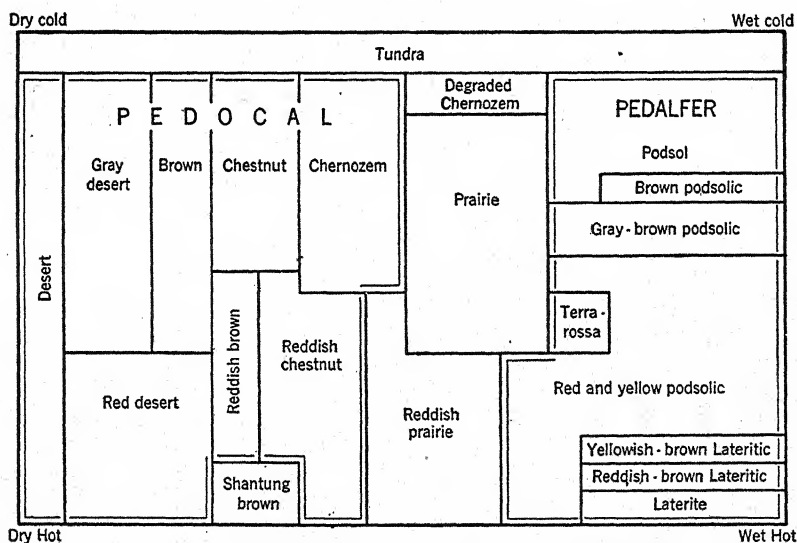 Dry cold
Wet cold
Tundra
PEDOCAL
Degraded
Chernozem
PEDALFER
Gray
desert
Brown
Chestnut
Chernozem
Prairie
Podsol
Brown podsolic
Gray-brown podsolic
Desert
Reddish brown
Reddish
chestnut
Terra-
rossa
Red desert
Reddish
prairie
Red and yellow podsolic
Shantung
brown
Yellowish-brown Lateritic
Reddish-brown Lateritic
Laterite
Dry Hot
Wet Hot